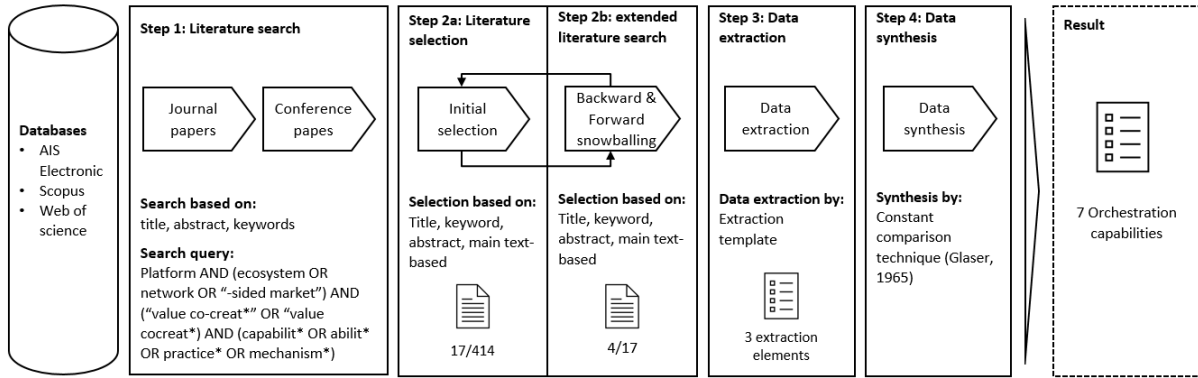 Databases
• AIS
Electronic
• Scopus
• Web of
science
Step 1: Literature search
Journal
papers
Conference
papes
Search based on:
title, abstract, keywords
Search query:
Platform AND (ecosystem OR
network OR “-sided market”) AND
(“value co-creat*” OR “value
cocreat*) AND (capabilit* OR abilit*
OR practice* OR mechanism*)
Step 2a: Literature
selection
Initial
selection
Selection based on:
Title, keyword,
abstract, main text-
based
17/414
Step 2b: extended
literature search
Backward &
Forward
snowballing
Selection based on:
Title, keyword,
abstract, main text-
based
4/17
Step 3: Data
extraction
Data
extraction
Data extraction by:
Extraction
template
3 extraction
elements
Step 4: Data
synthesis
Data
synthesis
Synthesis by:
Constant
comparison
technique (Glaser,
1965)
Result
7 Orchestration
capabilities